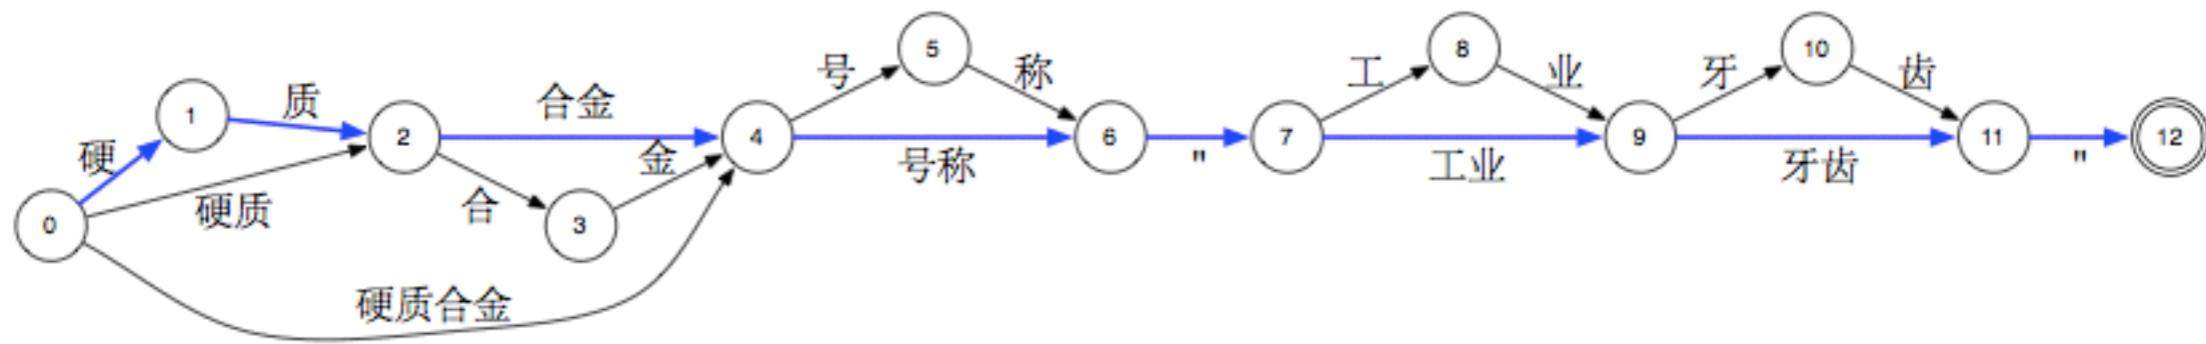 5 8 10
号 称 工 业 牙 齿
1 质 合金
硬 2 金 4 6 7 9 11 12
号称 " 工业 牙齿 "
0 硬质 合 3
硬质合金